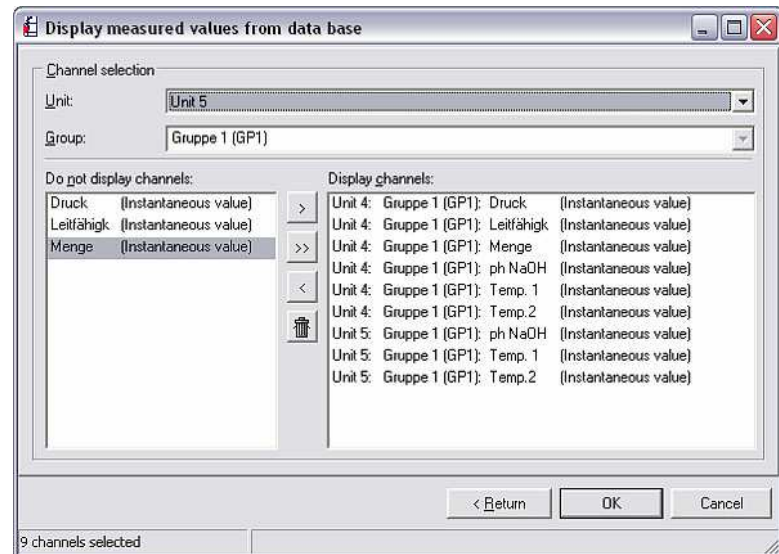 Display measured values from data base
Channel selection
Unit: Unit 5
Group: Gruppe 1 (GP1)
Do not display channels:
Druck (Instantaneous value)
Leitfähigk (Instantaneous value)
Menge (Instantaneous value)
>
>>
<
Display channels:
Unit 4: Gruppe 1 (GP1): Druck (Instantaneous value)
Unit 4: Gruppe 1 (GP1): Leitfähigk (Instantaneous value)
Unit 4: Gruppe 1 (GP1): Menge (Instantaneous value)
Unit 4: Gruppe 1 (GP1): ph NaOH (Instantaneous value)
Unit 4: Gruppe 1 (GP1): Temp. 1 (Instantaneous value)
Unit 4: Gruppe 1 (GP1): Temp.2 (Instantaneous value)
Unit 5: Gruppe 1 (GP1): ph NaOH (Instantaneous value)
Unit 5: Gruppe 1 (GP1): Temp. 1 (Instantaneous value)
Unit 5: Gruppe 1 (GP1): Temp.2 (Instantaneous value)
< Return OK Cancel
9 channels selected